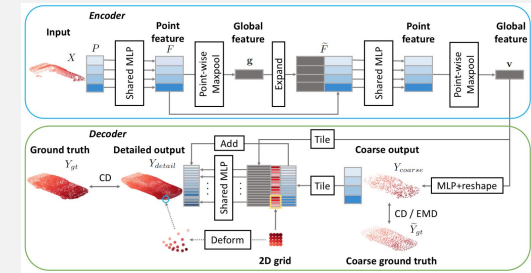 Encoder
Input
Point feature
Global feature
Point feature
Global feature
X
P
F
g
F̃
v
Shared MLP
Point-wise Maxpool
Expand
Shared MLP
Point-wise Maxpool
Decoder
Ground truth
Detailed output
Add
Tile
Coarse output
Y_gt
Y_detail
Y_coarse
CD
Shared MLP
Tile
MLP+reshape
CD / EMD
Ỹ_gt
Deform
2D grid
Coarse ground truth